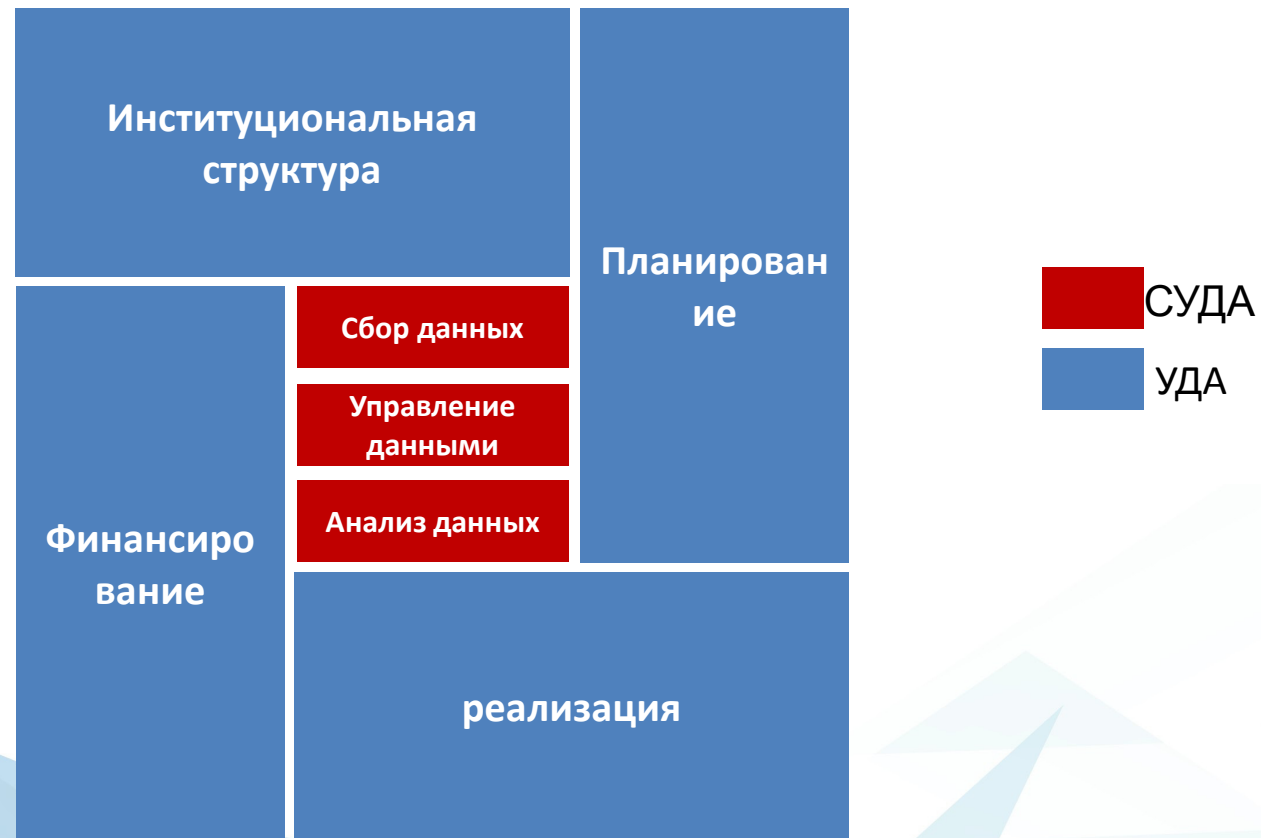 Институциональная
структура
Планирован
ие
Сбор данных
Управление
данными
Анализ данных
Финансиро
вание
реализация
СУДА
УДА